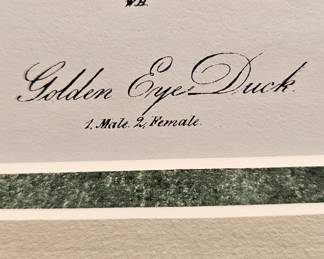 W.H.
Golden Eye Duck.
1, Male. 2, Female.